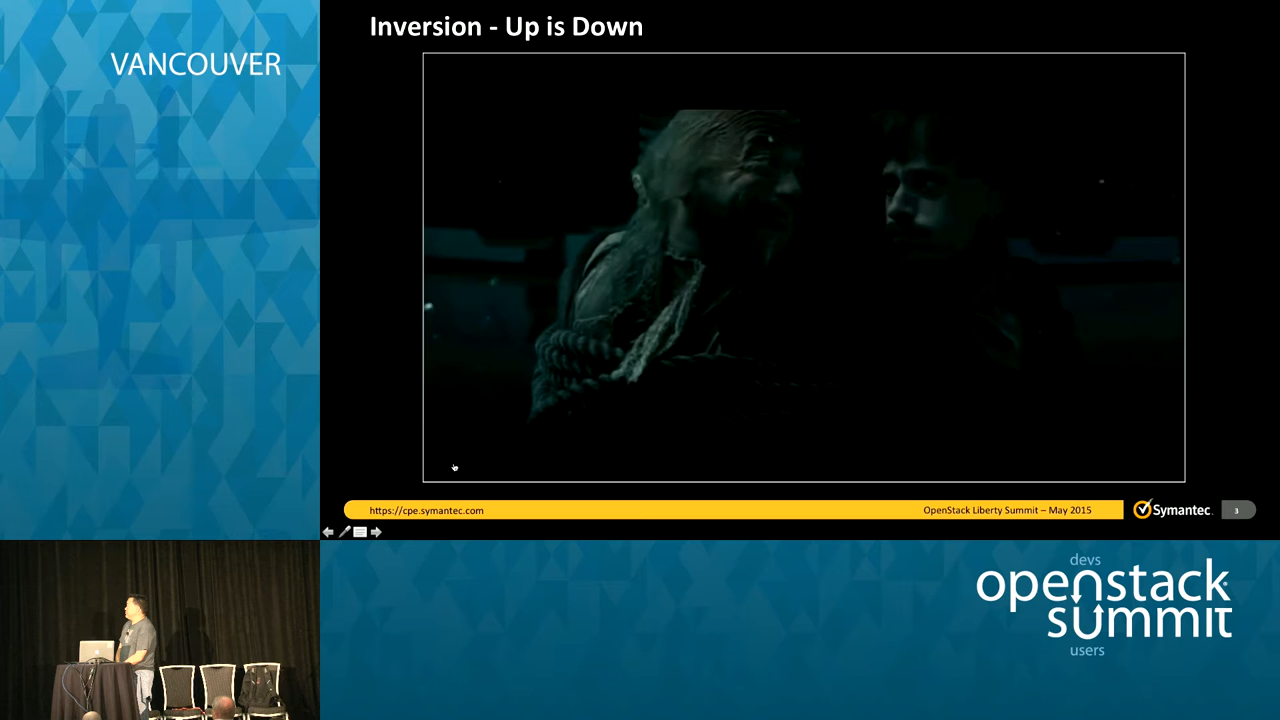 VANCOUVER
Inversion - Up is Down
https://cpe.symantec.com
OpenStack Liberty Summit – May 2015
Symantec
3
devs
openstack
summit
users